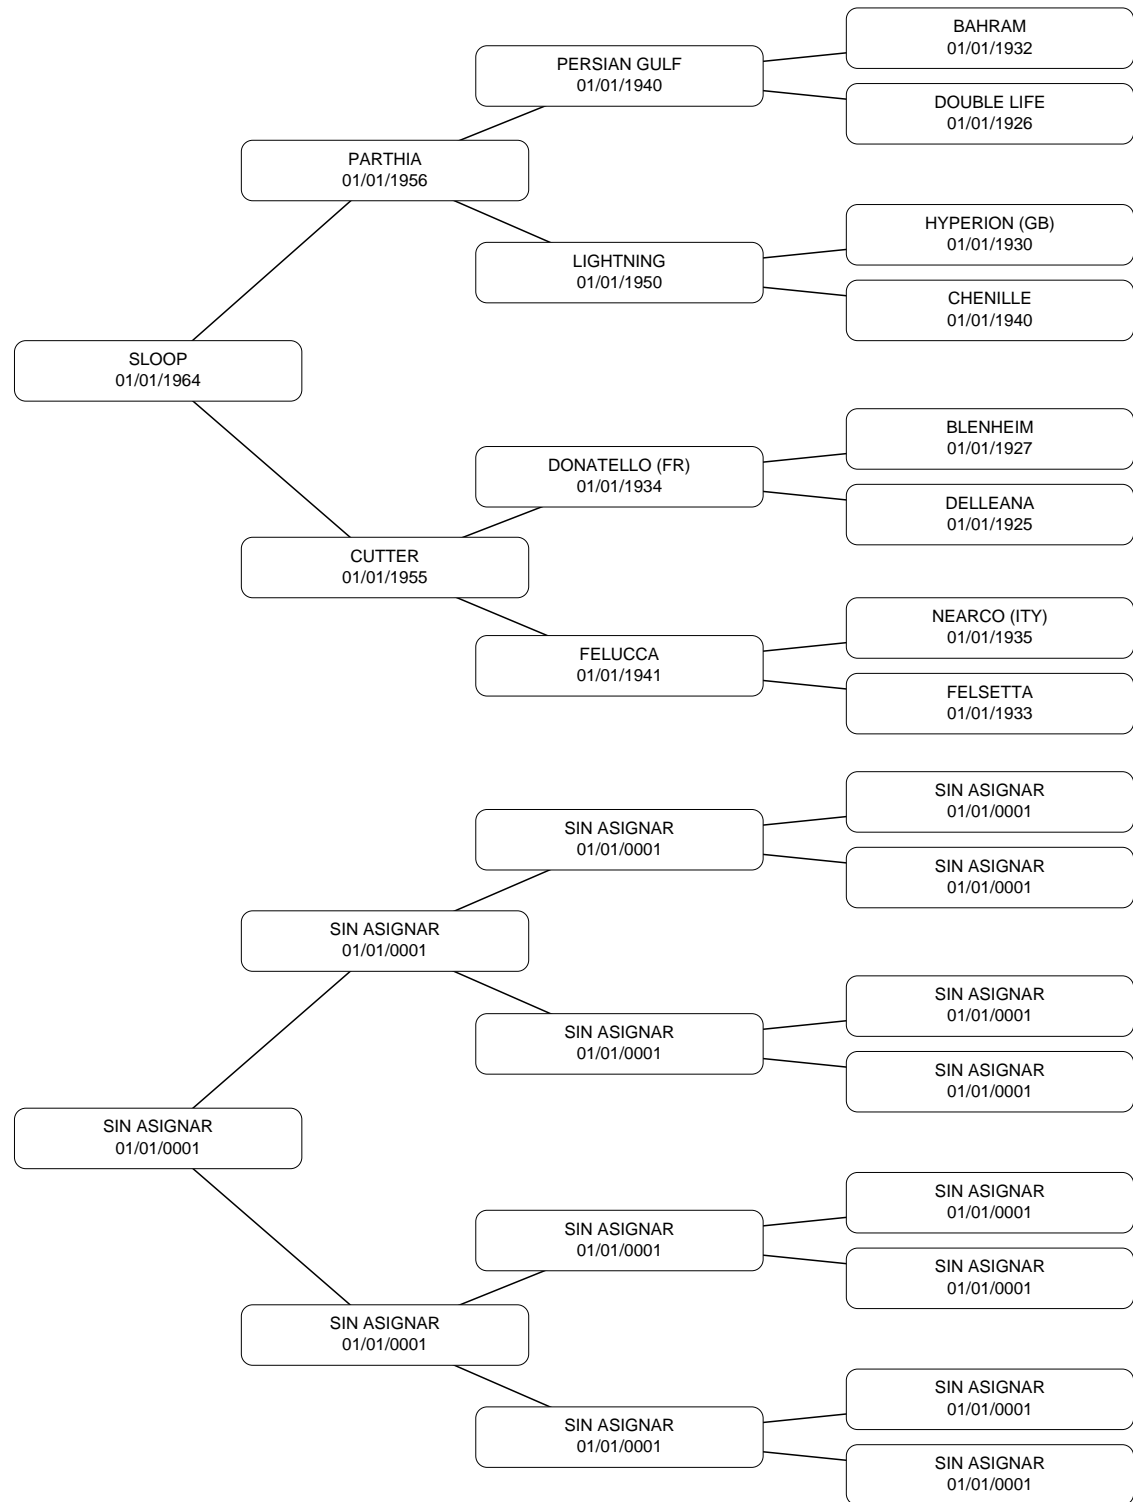 BAHRAM
01/01/1932
PERSIAN GULF
01/01/1940
DOUBLE LIFE
01/01/1926
PARTHIA
01/01/1956
HYPERION (GB)
01/01/1930
LIGHTNING
01/01/1950
CHENILLE
01/01/1940
SLOOP
01/01/1964
BLENHEIM
01/01/1927
DONATELLO (FR)
01/01/1934
DELLEANA
01/01/1925
CUTTER
01/01/1955
NEARCO (ITY)
01/01/1935
FELUCCA
01/01/1941
FELSETTA
01/01/1933
SIN ASIGNAR
01/01/0001
SIN ASIGNAR
01/01/0001
SIN ASIGNAR
01/01/0001
SIN ASIGNAR
01/01/0001
SIN ASIGNAR
01/01/0001
SIN ASIGNAR
01/01/0001
SIN ASIGNAR
01/01/0001
SIN ASIGNAR
01/01/0001
SIN ASIGNAR
01/01/0001
SIN ASIGNAR
01/01/0001
SIN ASIGNAR
01/01/0001
SIN ASIGNAR
01/01/0001
SIN ASIGNAR
01/01/0001
SIN ASIGNAR
01/01/0001
SIN ASIGNAR
01/01/0001